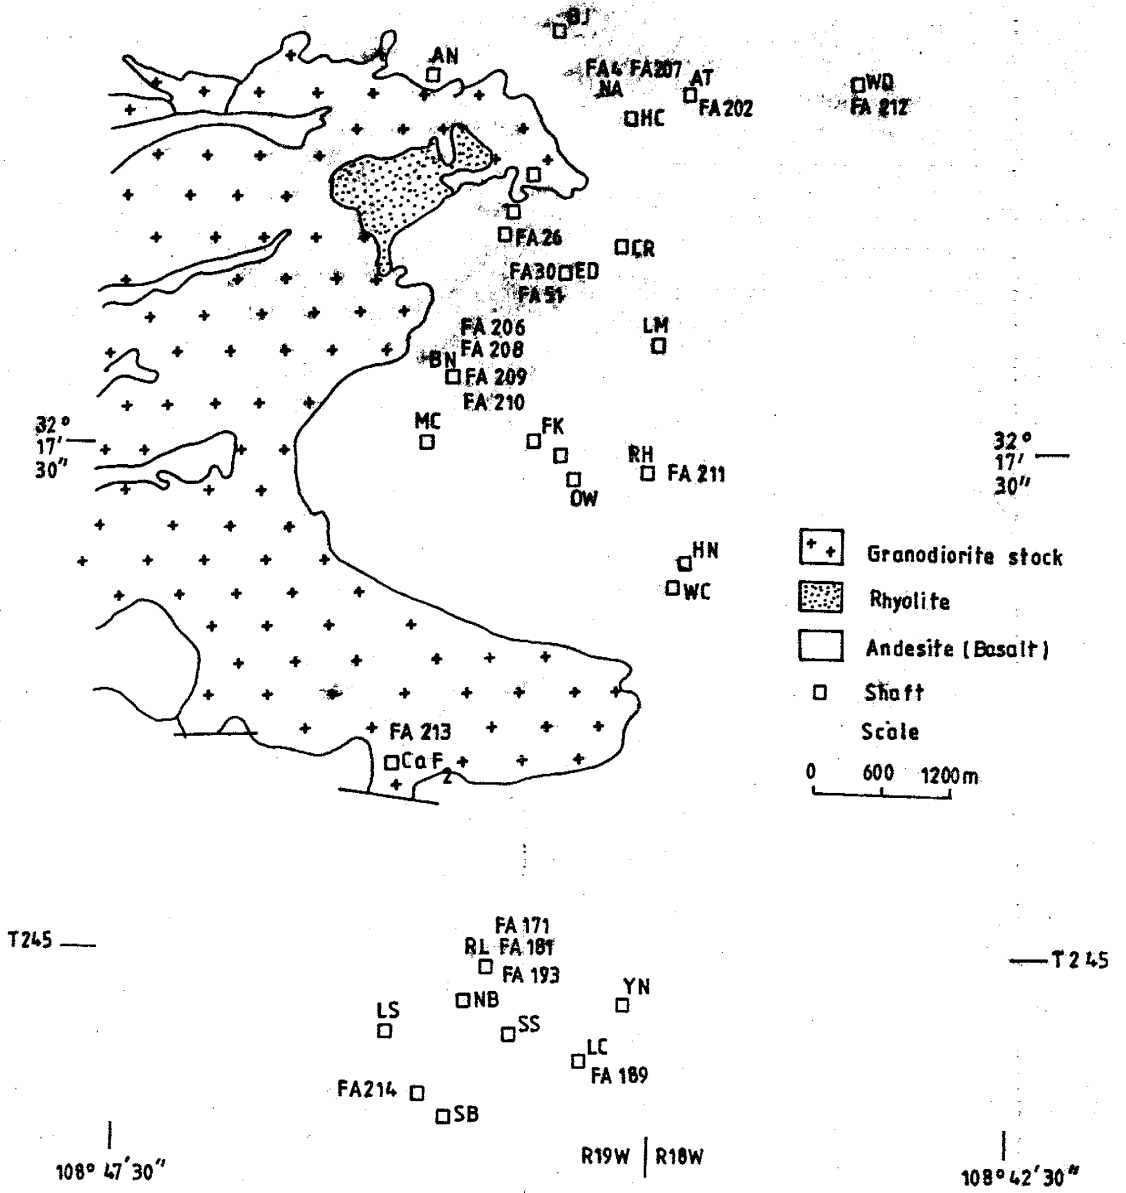 BJ
AN
FA4 FA207
NA
AT
FA 202
HC
WD
FA 212
FA26
CR
FA30 ED
FA 51
FA 206
FA 208
BN
FA 209
FA 210
LM
MC
FK
RH
FA 211
OW
32°
17'
30"
32°
17'
30"
HN
WC
Granodiorite stock
Rhyolite
Andesite (Basalt)
Shaft
Scale
0 600 1200m
FA 213
CaF2
T245
FA 171
RL FA 181
FA 193
T245
NB
YN
LS
SS
LC
FA 189
FA214
SB
R19W R18W
108° 47' 30"
108° 42' 30"